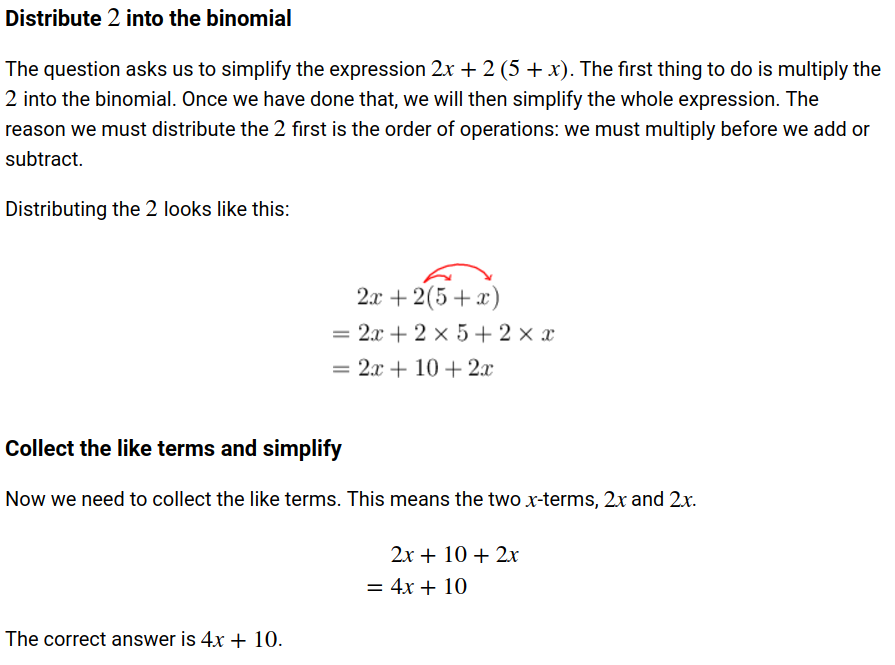 Distribute 2 into the binomial
The question asks us to simplify the expression 2x + 2 (5 + x). The first thing to do is multiply the
2 into the binomial. Once we have done that, we will then simplify the whole expression. The
reason we must distribute the 2 first is the order of operations: we must multiply before we add or
subtract.
Distributing the 2 looks like this:
2x + 2(5 + x)
= 2x + 2 × 5 + 2 × x
= 2x + 10 + 2x
Collect the like terms and simplify
Now we need to collect the like terms. This means the two x-terms, 2x and 2x.
2x + 10 + 2x
= 4x + 10
The correct answer is 4x + 10.